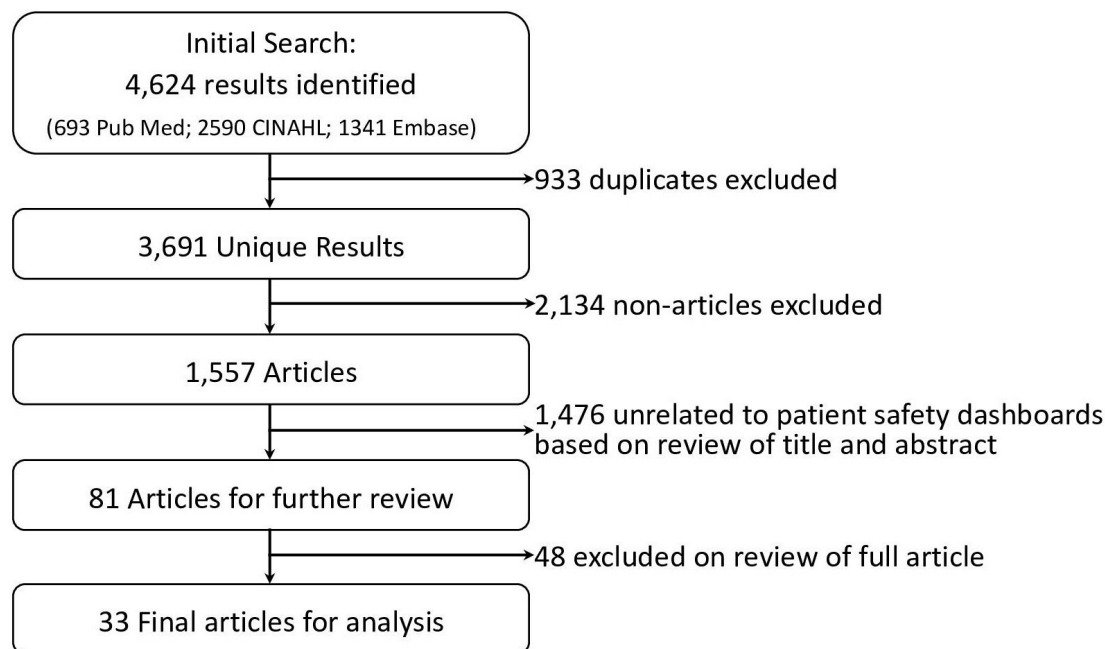 Initial Search:
4,624 results identified
(693 Pub Med; 2590 CINAHL; 1341 Embase)
933 duplicates excluded
3,691 Unique Results
2,134 non-articles excluded
1,557 Articles
1,476 unrelated to patient safety dashboards
based on review of title and abstract
81 Articles for further review
48 excluded on review of full article
33 Final articles for analysis